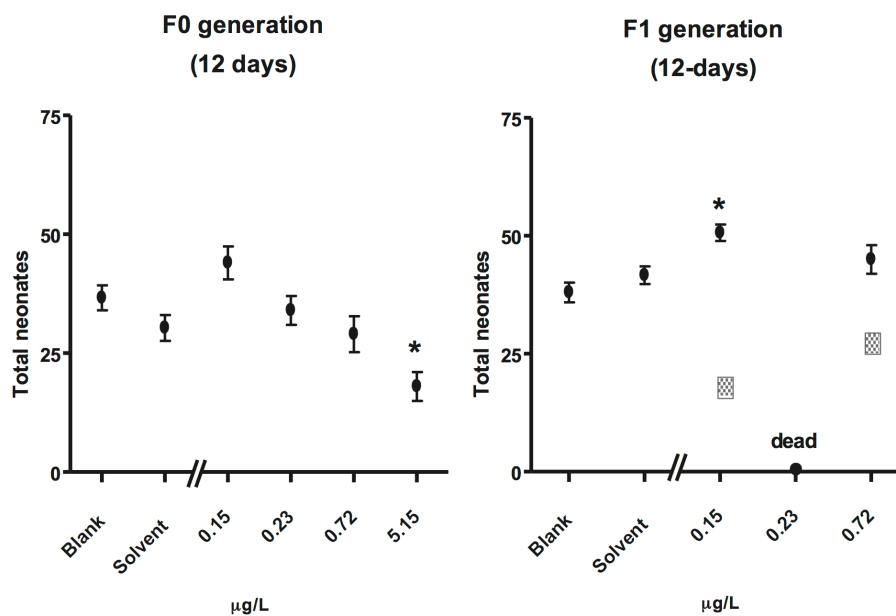 F0 generation
(12 days)
Total neonates
75
50
25
0
*
Blank
Solvent
0.15
0.23
0.72
5.15
μg/L
F1 generation
(12-days)
Total neonates
75
50
25
0
*
dead
Blank
Solvent
0.15
0.23
0.72
μg/L